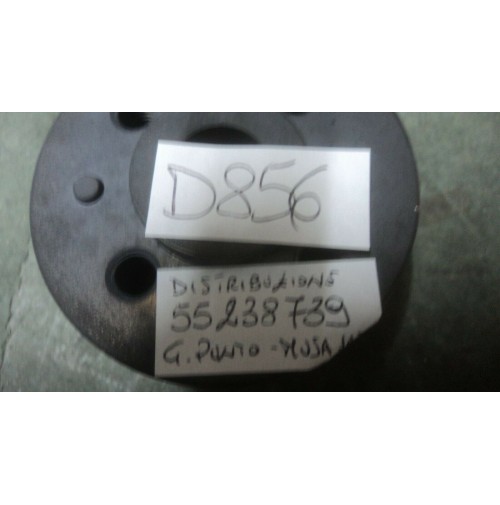 D856
DISTRIBUZIONE
55238739
G. PUNTO - MUSA